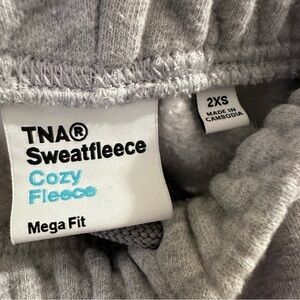 TNA®
Sweatfleece
Cozy
Fleece
Mega Fit
2XS
MADE IN
CAMBODIA